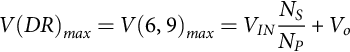 V(DR)_{max} = V(6, 9)_{max} = V_{IN} \frac{N_S}{N_P} + V_o